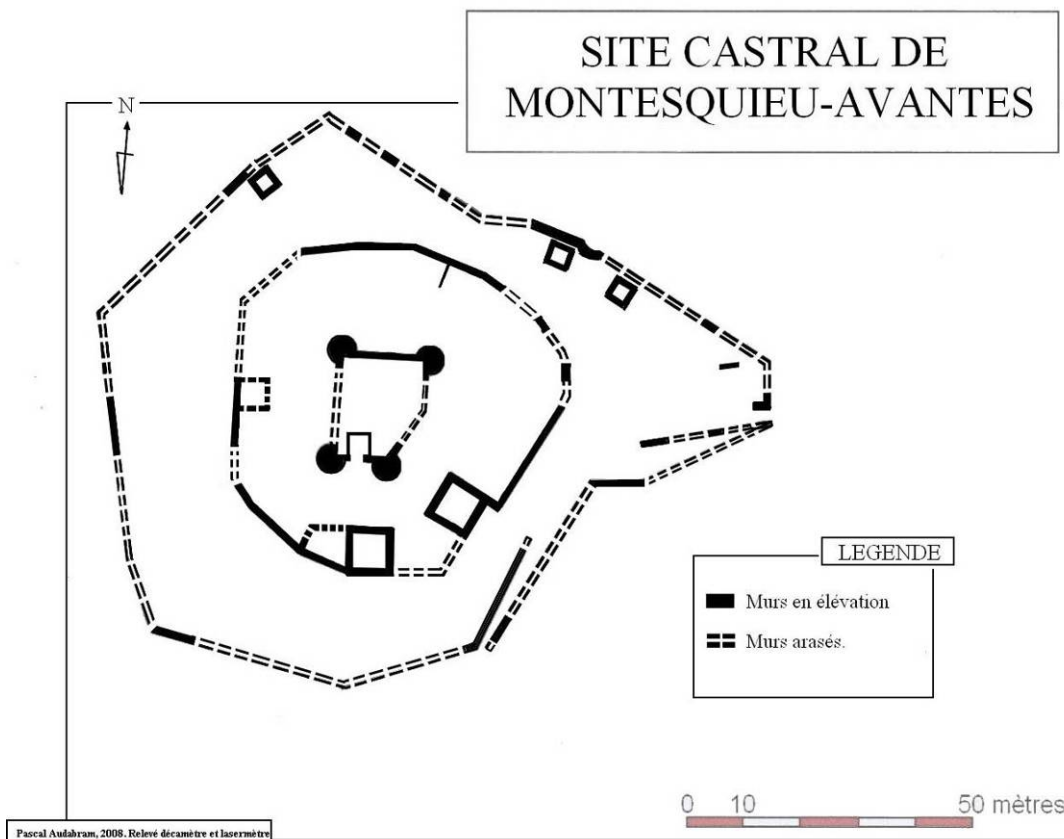 SITE CASTRAL DE
MONTESQUIEU-AVANTES
N
LEGENDE
Murs en élévation
Murs arasés.
0 10 50 mètres
Pascal Audabram, 2008. Relevé décamètre et lasermètre